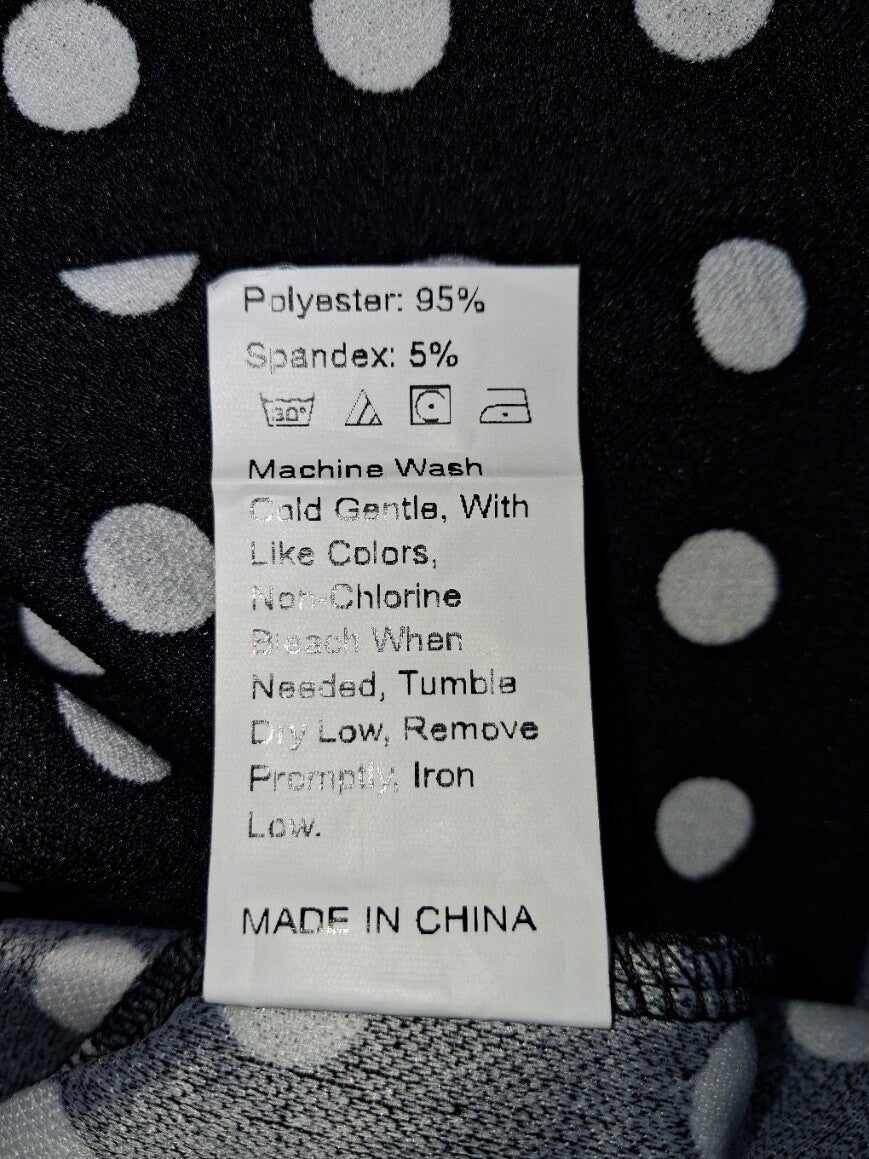 Polyester: 95%
Spandex: 5%
30°
Machine Wash
Cold Gentle, With
Like Colors,
Non-Chlorine
Bleach When
Needed, Tumble
Dry Low, Remove
Promptly, Iron
Low.
MADE IN CHINA